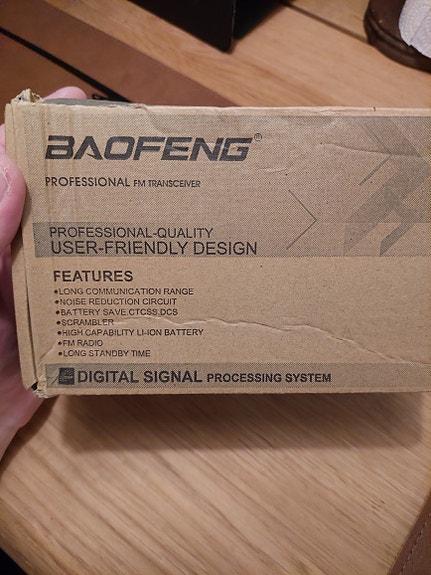 BAOFENG®
PROFESSIONAL FM TRANSCEIVER
PROFESSIONAL-QUALITY
USER-FRIENDLY DESIGN
FEATURES
•LONG COMMUNICATION RANGE
•NOISE REDUCTION CIRCUIT
•BATTERY SAVE,CTCSS,DCS
•SCRAMBLER
•HIGH CAPABILITY LI-ION BATTERY
•FM RADIO
•LONG STANDBY TIME
DIGITAL SIGNAL PROCESSING SYSTEM